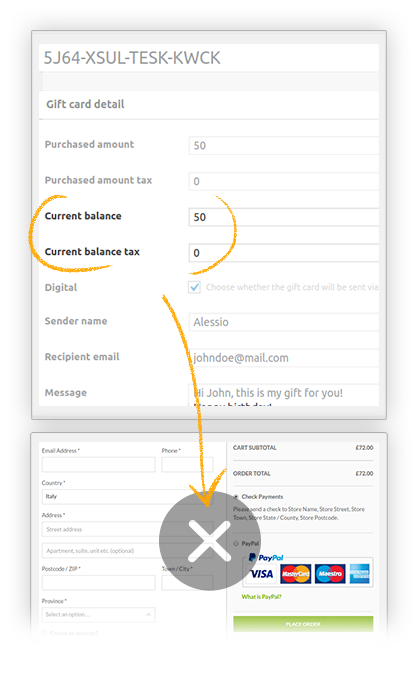 5J64-XSUL-TESK-KWCK
Gift card detail
Purchased amount 50
Purchased amount tax 0
Current balance 50
Current balance tax 0
Digital Choose whether the gift card will be sent via
Sender name Alessio
Recipient email johndoe@mail.com
Message Hi John, this is my gift for you!
Happy birthday!
Email Address * Phone *
Country *
Italy
Address *
Street address
Apartment, suite, unit etc. (optional)
Postcode / ZIP * Town / City *
Province *
Select an option...
CART SUBTOTAL £72.00
ORDER TOTAL £72.00
Check Payments
Please send a check to Store Name, Store Street, Store
Town, Store State / County, Store Postcode.
PayPal
PayPal
VISA MasterCard Maestro
What is PayPal?
PLACE ORDER